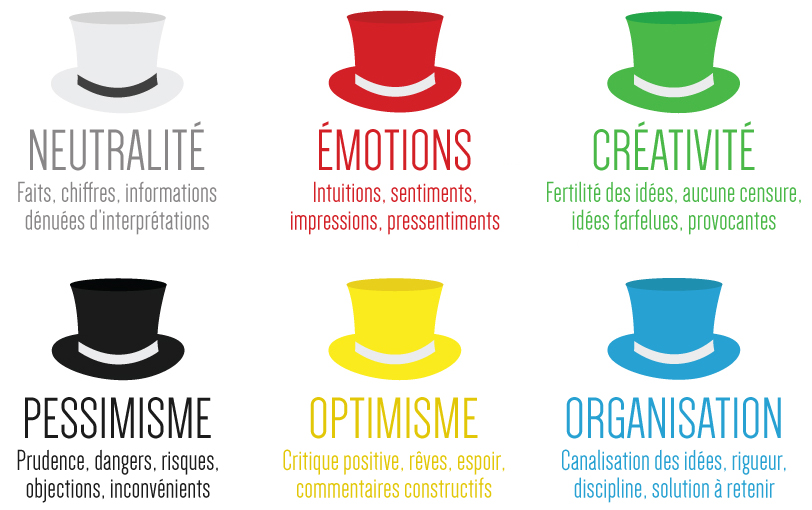 NEUTRALITÉ
Faits, chiffres, informations
dénuées d'interprétations
ÉMOTIONS
Intuitions, sentiments,
impressions, pressentiments
CRÉATIVITÉ
Fertilité des idées, aucune censure,
idées farfelues, provocantes
PESSIMISME
Prudence, dangers, risques,
objections, inconvénients
OPTIMISME
Critique positive, rêves, espoir,
commentaires constructifs
ORGANISATION
Canalisation des idées, rigueur,
discipline, solution à retenir